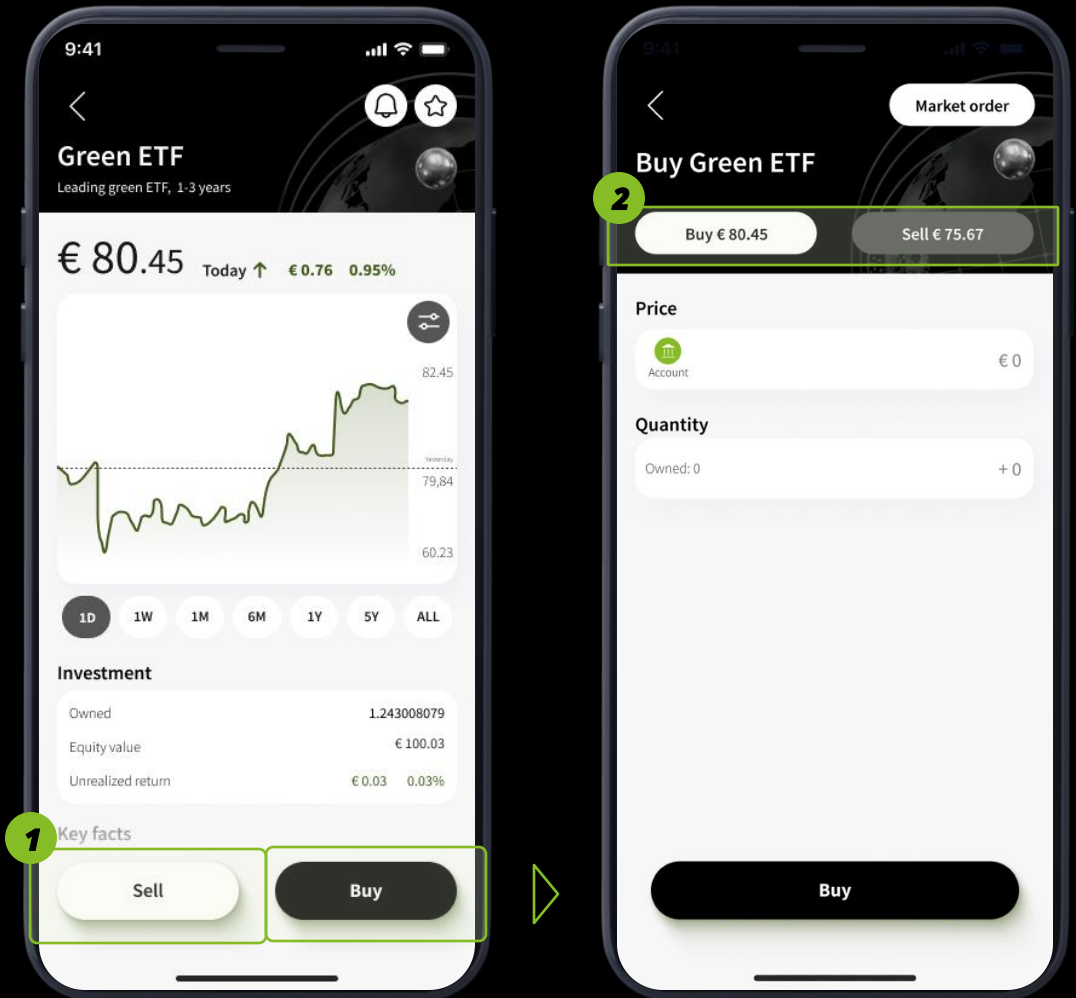 9:41
Green ETF
Leading green ETF, 1-3 years
€ 80.45 Today ↑ € 0.76 0.95%
82.45
Yesterday
79,84
60.23
1D 1W 1M 6M 1Y 5Y ALL
Investment
Owned 1.243008079
Equity value € 100.03
Unrealized return € 0.03 0.03%
1
Key facts
Sell Buy
9:41
Market order
Buy Green ETF
2
Buy € 80.45 Sell € 75.67
Price
Account € 0
Quantity
Owned: 0 + 0
Buy